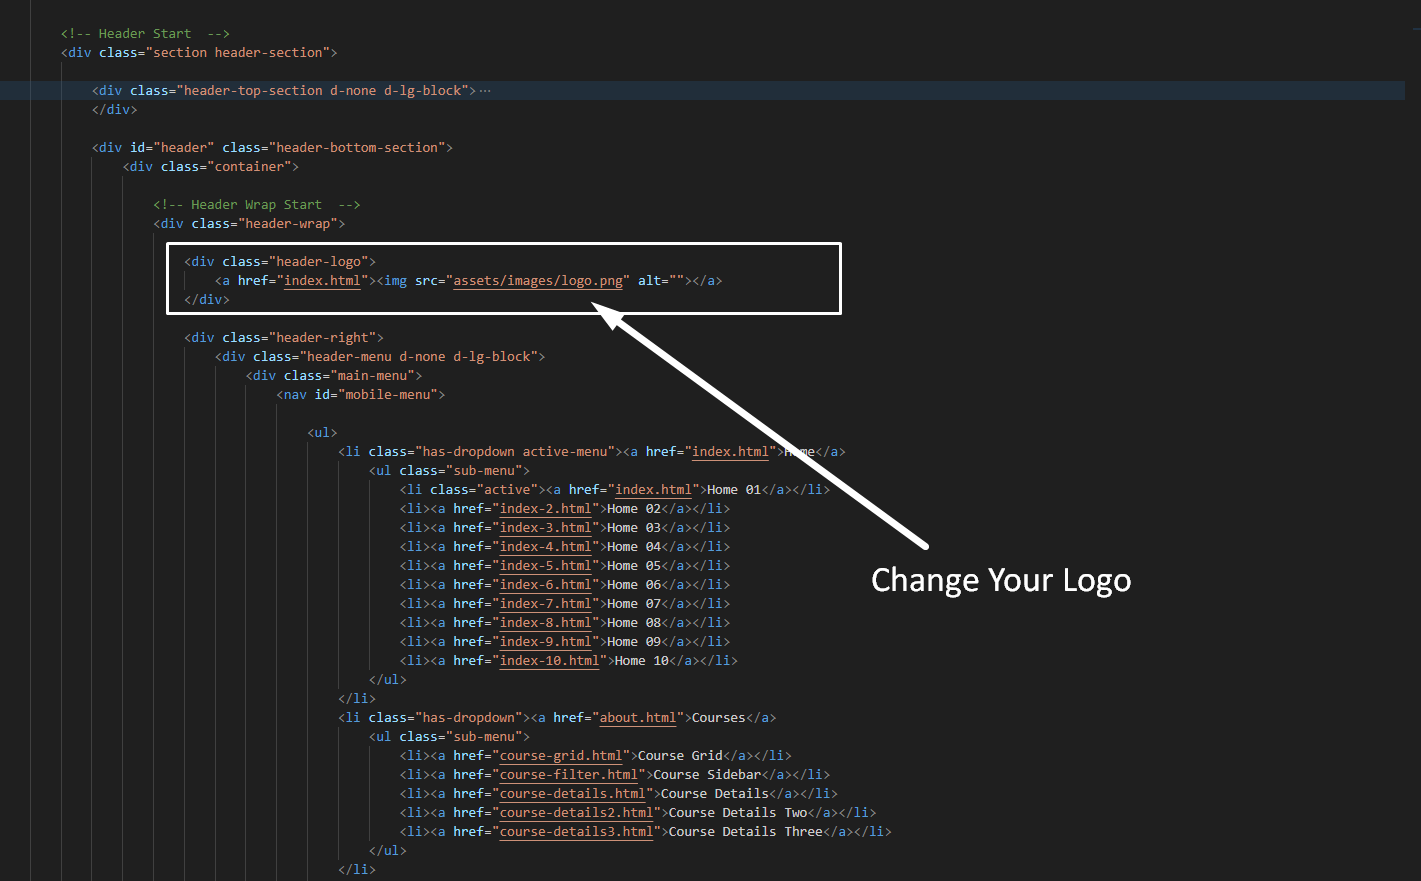 <!-- Header Start  -->
<div class="section header-section">
<div class="header-top-section d-none d-lg-block">···
</div>
<div id="header" class="header-bottom-section">
<div class="container">
<!-- Header Wrap Start  -->
<div class="header-wrap">
<div class="header-logo">
<a href="index.html"><img src="assets/images/logo.png" alt=""></a>
</div>
<div class="header-right">
<div class="header-menu d-none d-lg-block">
<div class="main-menu">
<nav id="mobile-menu">
<ul>
<li class="has-dropdown active-menu"><a href="index.html">Home</a>
<ul class="sub-menu">
<li class="active"><a href="index.html">Home 01</a></li>
<li><a href="index-2.html">Home 02</a></li>
<li><a href="index-3.html">Home 03</a></li>
<li><a href="index-4.html">Home 04</a></li>
<li><a href="index-5.html">Home 05</a></li>
<li><a href="index-6.html">Home 06</a></li>
<li><a href="index-7.html">Home 07</a></li>
<li><a href="index-8.html">Home 08</a></li>
<li><a href="index-9.html">Home 09</a></li>
<li><a href="index-10.html">Home 10</a></li>
</ul>
</li>
<li class="has-dropdown"><a href="about.html">Courses</a>
<ul class="sub-menu">
<li><a href="course-grid.html">Course Grid</a></li>
<li><a href="course-filter.html">Course Sidebar</a></li>
<li><a href="course-details.html">Course Details</a></li>
<li><a href="course-details2.html">Course Details Two</a></li>
<li><a href="course-details3.html">Course Details Three</a></li>
</ul>
</li>
Change Your Logo